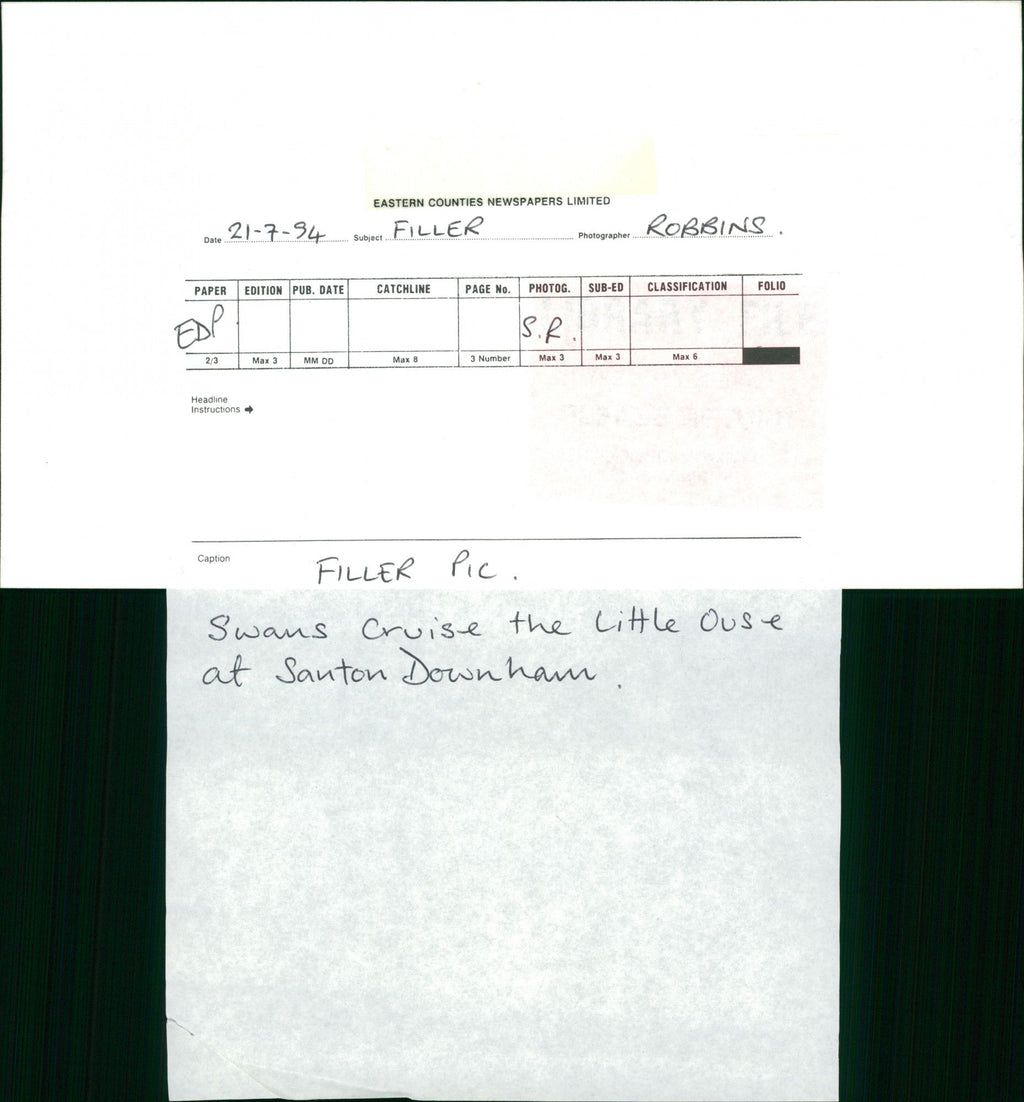 EASTERN COUNTIES NEWSPAPERS LIMITED
Date 21-7-94 Subject FILLER Photographer ROBBINS.
PAPER EDITION PUB. DATE CATCHLINE PAGE No. PHOTOG. SUB-ED CLASSIFICATION FOLIO
EDP S.R.
2/3 Max 3 MM DD Max 8 3 Number Max 3 Max 3 Max 6
Headline
Instructions ➔
Caption FILLER PIC.
Swans cruise the Little Ouse
at Santon Downham.